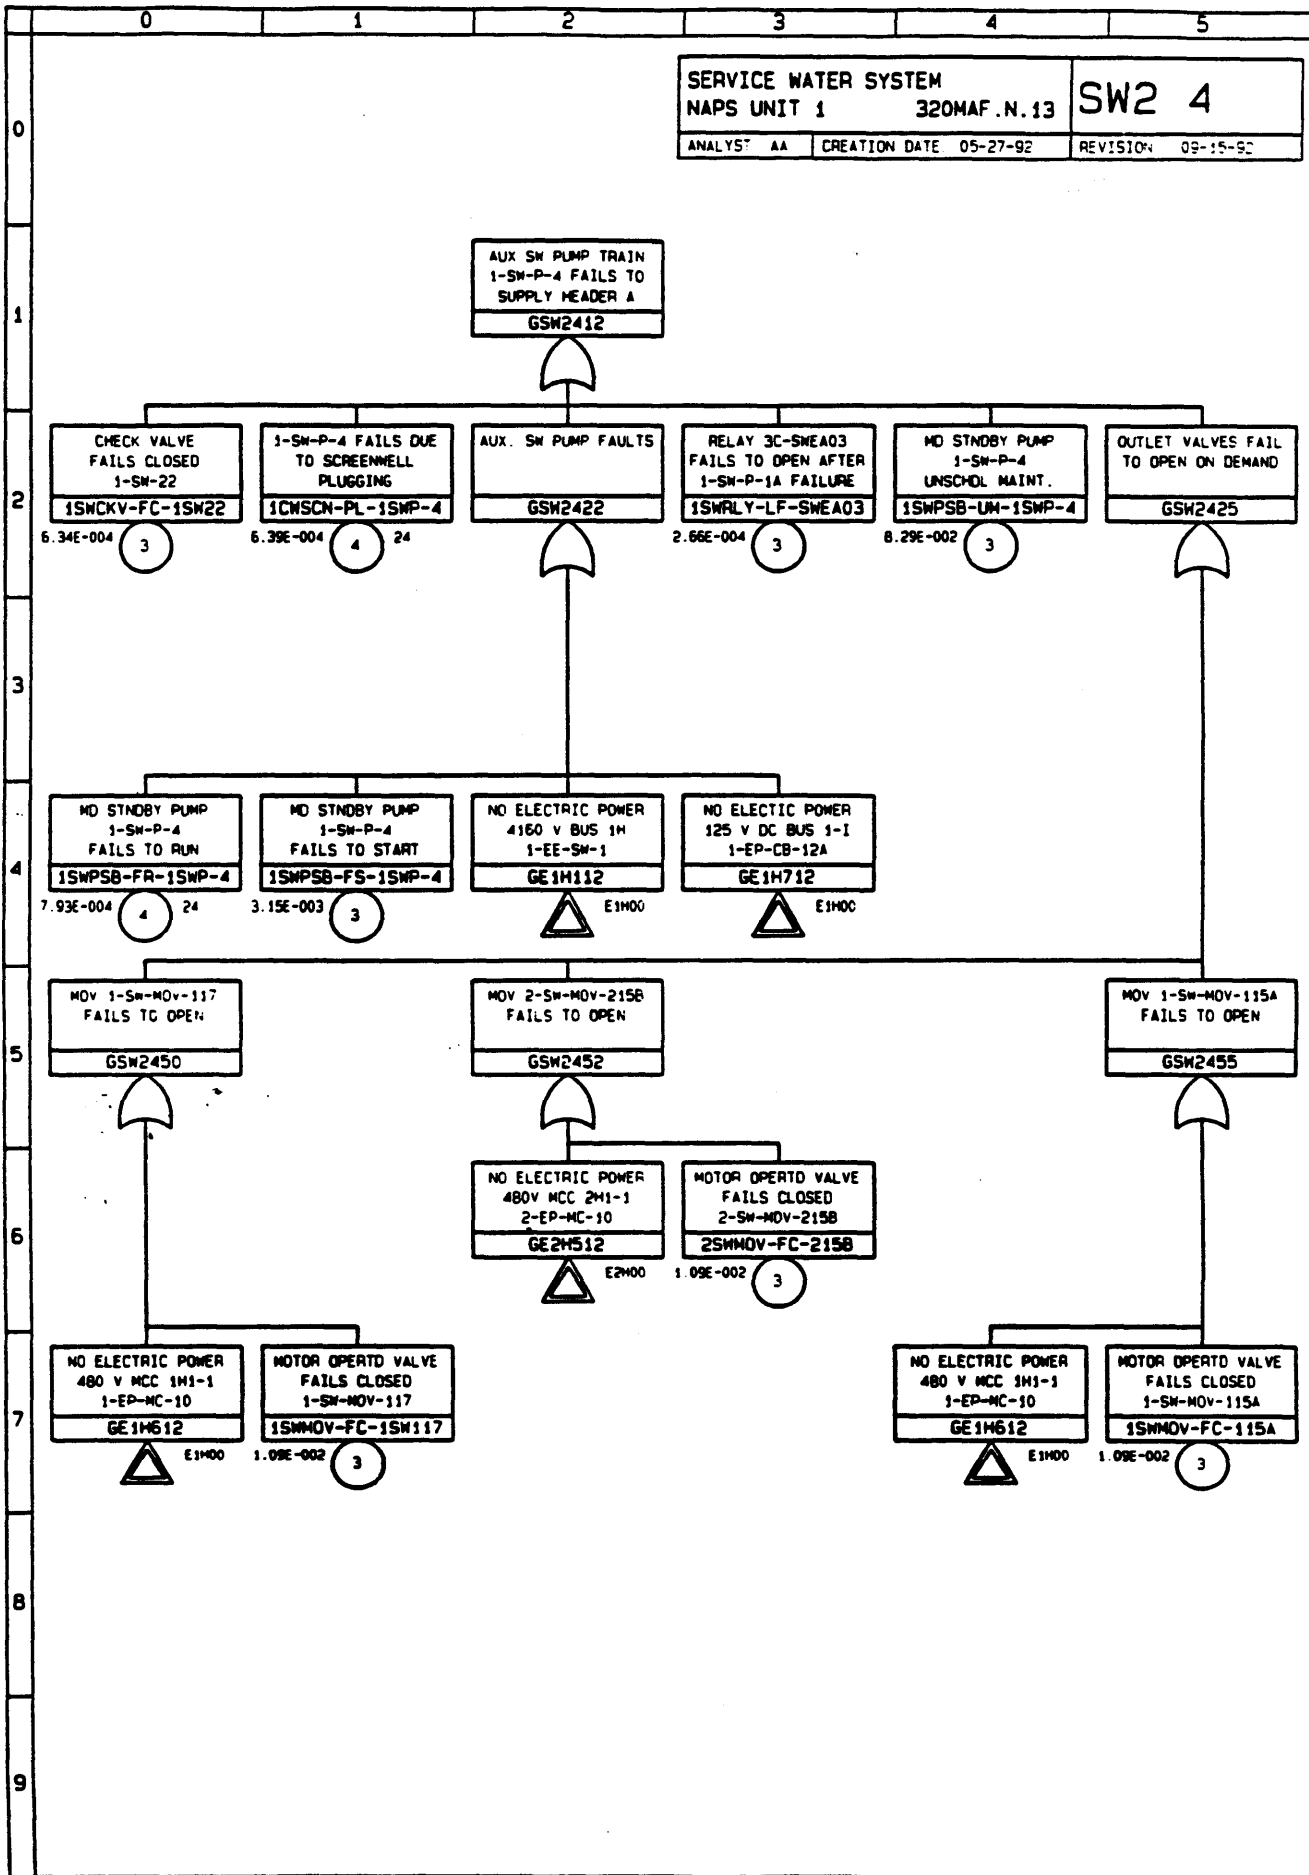 0 1 2 3 4 5
SERVICE WATER SYSTEM
NAPS UNIT 1 320MAF.N.13
SW2 4
ANALYST AA CREATION DATE 05-27-92 REVISION
0
AUX SW PUMP TRAIN
1-SW-P-4 FAILS TO
SUPPLY HEADER A
GSW2412
1
CHECK VALVE
FAILS CLOSED
1-SW-22
1SWCKV-FC-1SW22
6.34E-004 3
1-SW-P-4 FAILS DUE
TO SCREENWELL
PLUGGING
1CWSCN-PL-1SWP-4
6.39E-004 4 24
AUX. SW PUMP FAULTS
GSW2422
RELAY 3C-SWEA03
FAILS TO OPEN AFTER
1-SW-P-1A FAILURE
1SWRLY-LF-SWEA03
2.66E-004 3
MD STNDBY PUMP
1-SW-P-4
UNSCHDL MAINT.
1SWPSB-UM-1SWP-4
8.29E-002 3
OUTLET VALVES FAIL
TO OPEN ON DEMAND
GSW2425
2
3
MD STNDBY PUMP
1-SW-P-4
FAILS TO RUN
1SWPSB-FR-1SWP-4
7.93E-004 4 24
MD STNDBY PUMP
1-SW-P-4
FAILS TO START
1SWPSB-FS-1SWP-4
3.15E-003 3
NO ELECTRIC POWER
4160 V BUS 1H
1-EE-SW-1
GE1H112
E1H00
NO ELECTIC POWER
125 V DC BUS 1-I
1-EP-CB-12A
GE1H712
E1H00
4
MOV 1-SW-MOV-117
FAILS TO OPEN
GSW2450
MOV 2-SW-MOV-215B
FAILS TO OPEN
GSW2452
MOV 1-SW-MOV-115A
FAILS TO OPEN
GSW2455
5
NO ELECTRIC POWER
480V MCC 2H1-1
2-EP-MC-10
GE2H512
E2H00
MOTOR OPERTD VALVE
FAILS CLOSED
2-SW-MOV-215B
2SWMOV-FC-215B
1.09E-002 3
6
NO ELECTRIC POWER
480 V MCC 1H1-1
1-EP-MC-10
GE1H612
E1H00
MOTOR OPERTD VALVE
FAILS CLOSED
1-SW-MOV-117
1SWMOV-FC-1SW117
1.09E-002 3
NO ELECTRIC POWER
480 V MCC 1H1-1
1-EP-MC-10
GE1H612
E1H00
MOTOR OPERTD VALVE
FAILS CLOSED
1-SW-MOV-115A
1SWMOV-FC-115A
1.09E-002 3
7
8
9